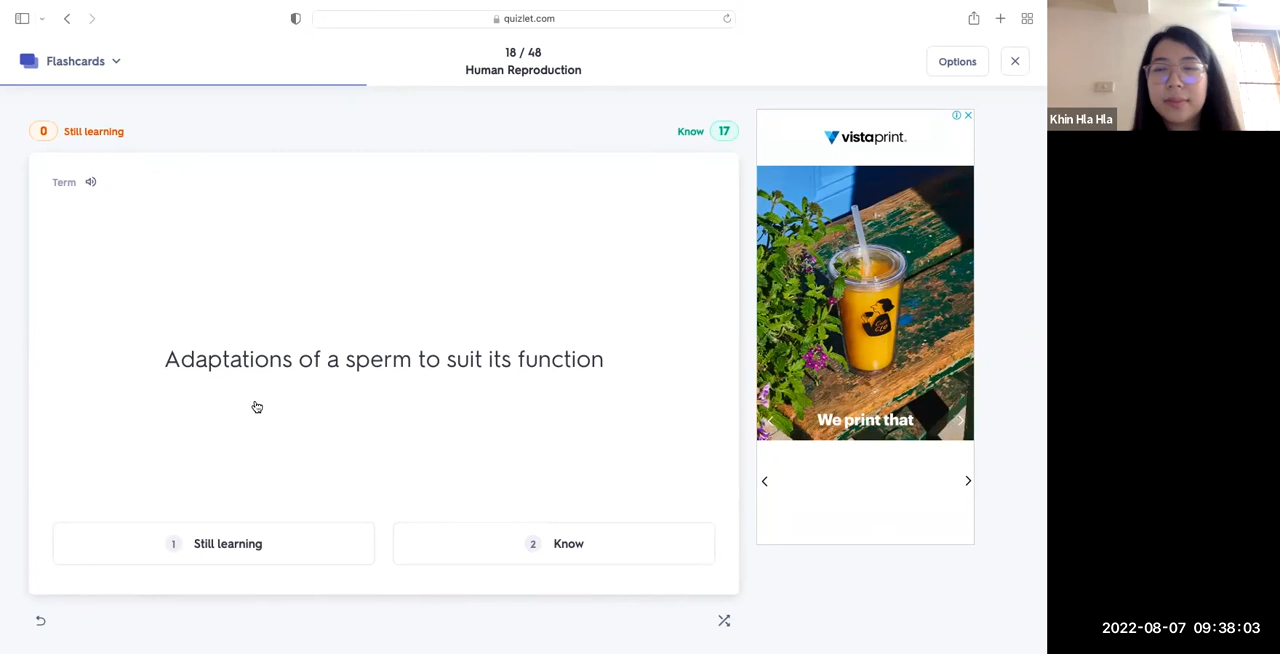 quizlet.com
Flashcards
18 / 48
Human Reproduction
Options
Khin Hla Hla
0 Still learning
Know 17
Term
Adaptations of a sperm to suit its function
1 Still learning
2 Know
vistaprint.
We print that
2022-08-07 09:38:03